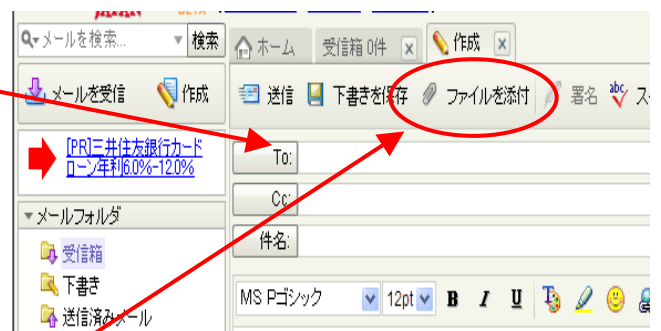 JAPAN BETA
メールを検索... 検索 ホーム 受信箱 0件 作成
メールを受信 作成 送信 下書きを保存 ファイルを添付 署名 abc
[PR]三井住友銀行カード
ローン年利6.0%-12.0%
To:
Cc:
件名:
メールフォルダ
受信箱
下書き
送信済みメール
MS Pゴシック 12pt B I U